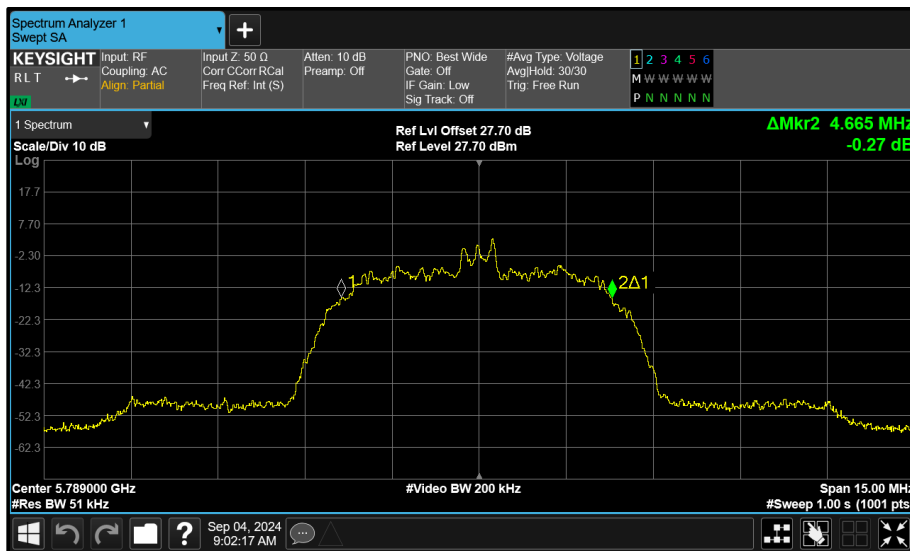 Spectrum Analyzer 1
Swept SA
KEYSIGHT
R L T
LXI
Input: RF
Coupling: AC
Align: Partial
Input Z: 50 Ω
Corr CCorr RCal
Freq Ref: Int (S)
Atten: 10 dB
Preamp: Off
PNO: Best Wide
Gate: Off
IF Gain: Low
Sig Track: Off
#Avg Type: Voltage
Avg|Hold: 30/30
Trig: Free Run
1 2 3 4 5 6
M W W W W W
P N N N N N
1 Spectrum
Scale/Div 10 dB
Log
Ref Lvl Offset 27.70 dB
Ref Level 27.70 dBm
ΔMkr2 4.665 MHz
-0.27 dB
17.7
7.70
-2.30
-12.3
-22.3
-32.3
-42.3
-52.3
-62.3
1
2Δ1
Center 5.789000 GHz
#Res BW 51 kHz
#Video BW 200 kHz
Span 15.00 MHz
#Sweep 1.00 s (1001 pts
?
Sep 04, 2024
9:02:17 AM